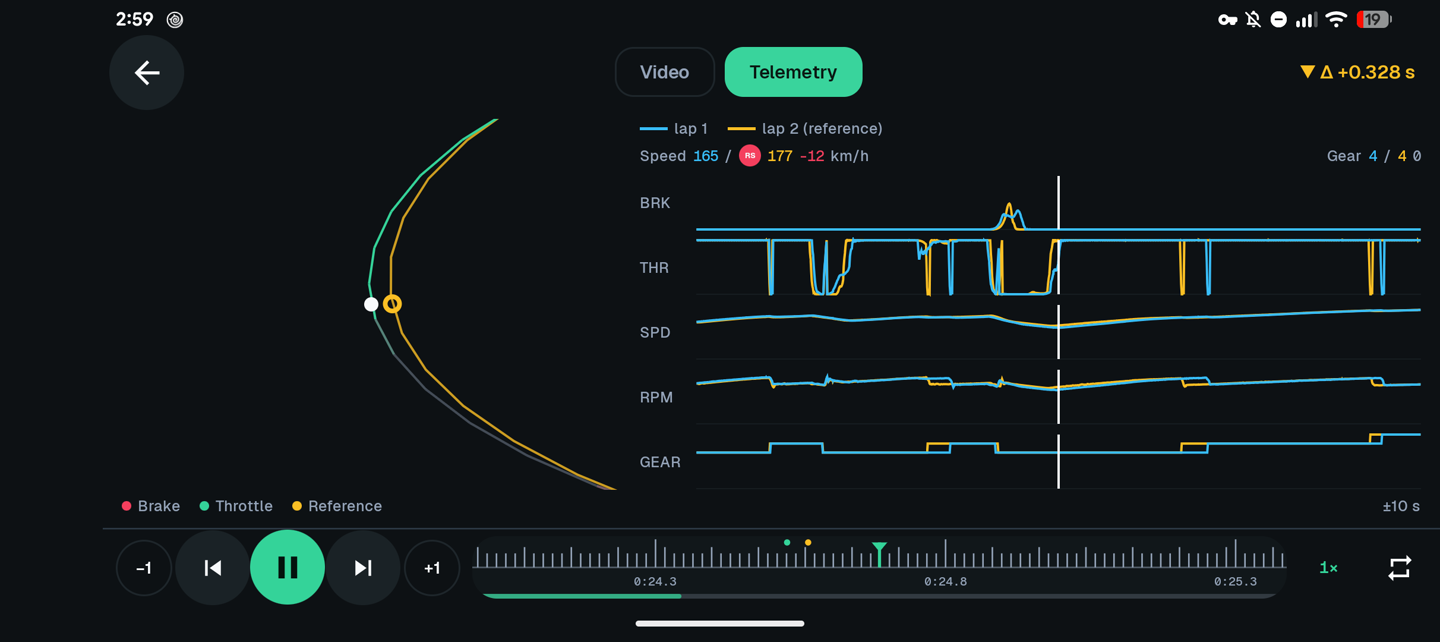 2:59
19
Video
Telemetry
▼ Δ +0.328 s
lap 1
lap 2 (reference)
Speed 165 / RS 177 -12 km/h
Gear 4 / 4 0
BRK
THR
SPD
RPM
GEAR
Brake
Throttle
Reference
±10 s
−1
+1
0:24.3
0:24.8
0:25.3
1×